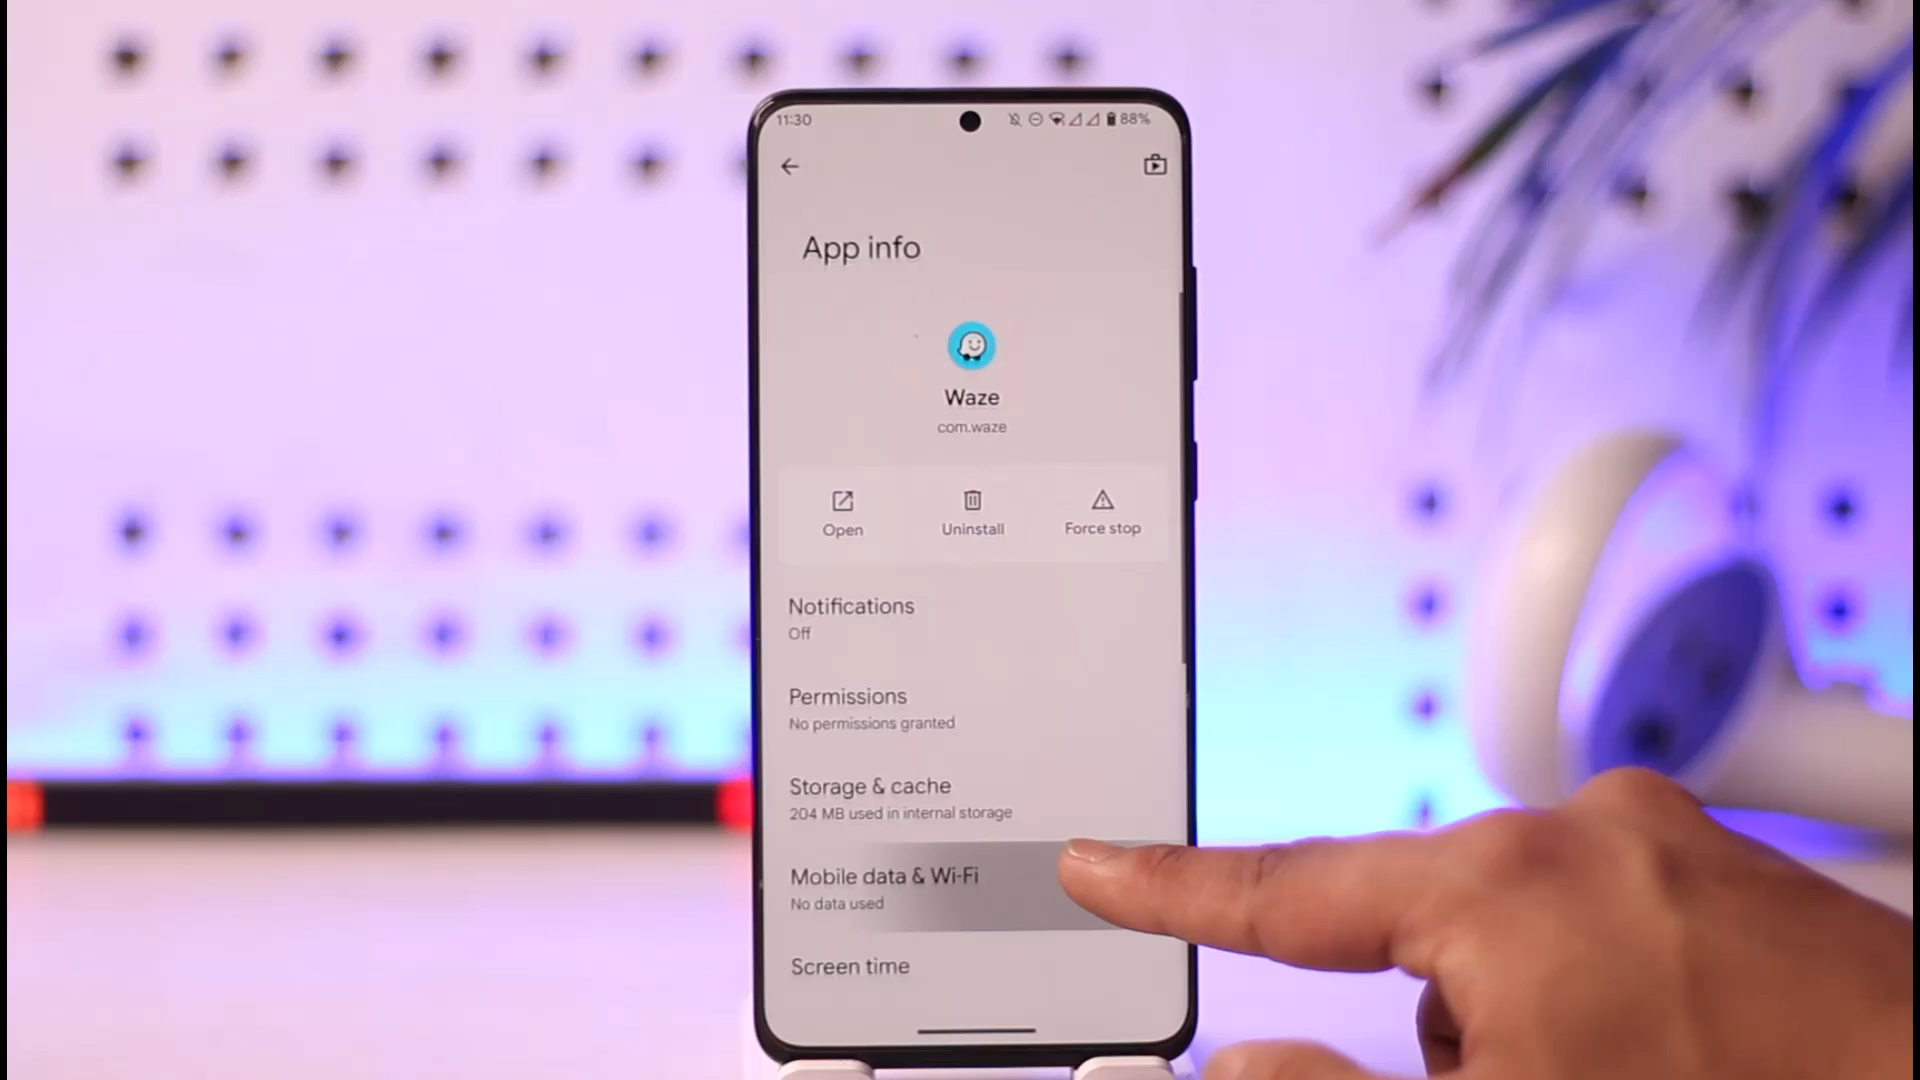 11:30 88%
App info
Waze
com.waze
Open Uninstall Force stop
Notifications
Off
Permissions
No permissions granted
Storage & cache
204 MB used in internal storage
Mobile data & Wi-Fi
No data used
Screen time